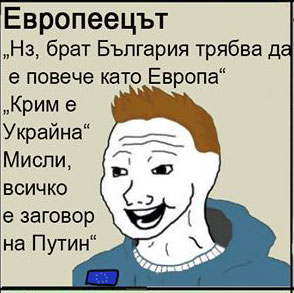 Европеецът
„Нз, брат България трябва да
е повече като Европа“
„Крим е
Украйна“
Мисли,
всичко
е заговор
на Путин“